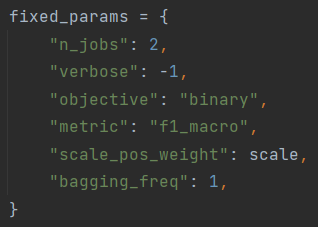 fixed_params = {
    "n_jobs": 2,
    "verbose": -1,
    "objective": "binary",
    "metric": "f1_macro",
    "scale_pos_weight": scale,
    "bagging_freq": 1,
}